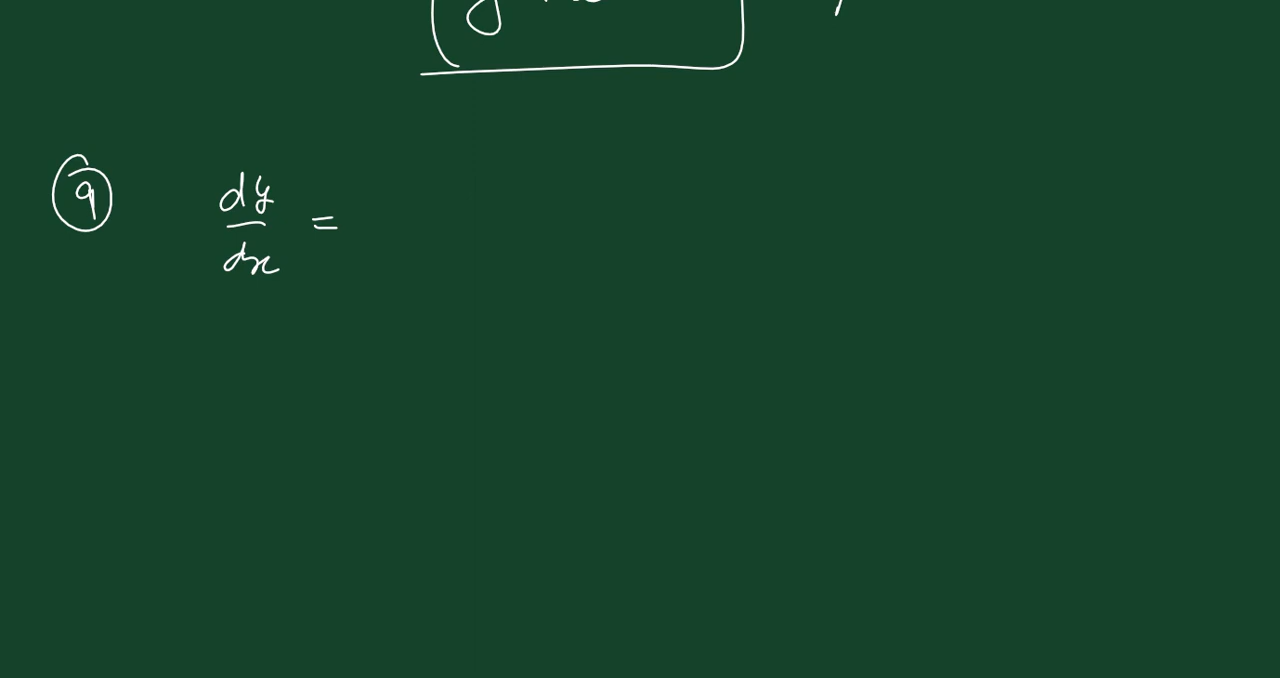 9 dy/dx =